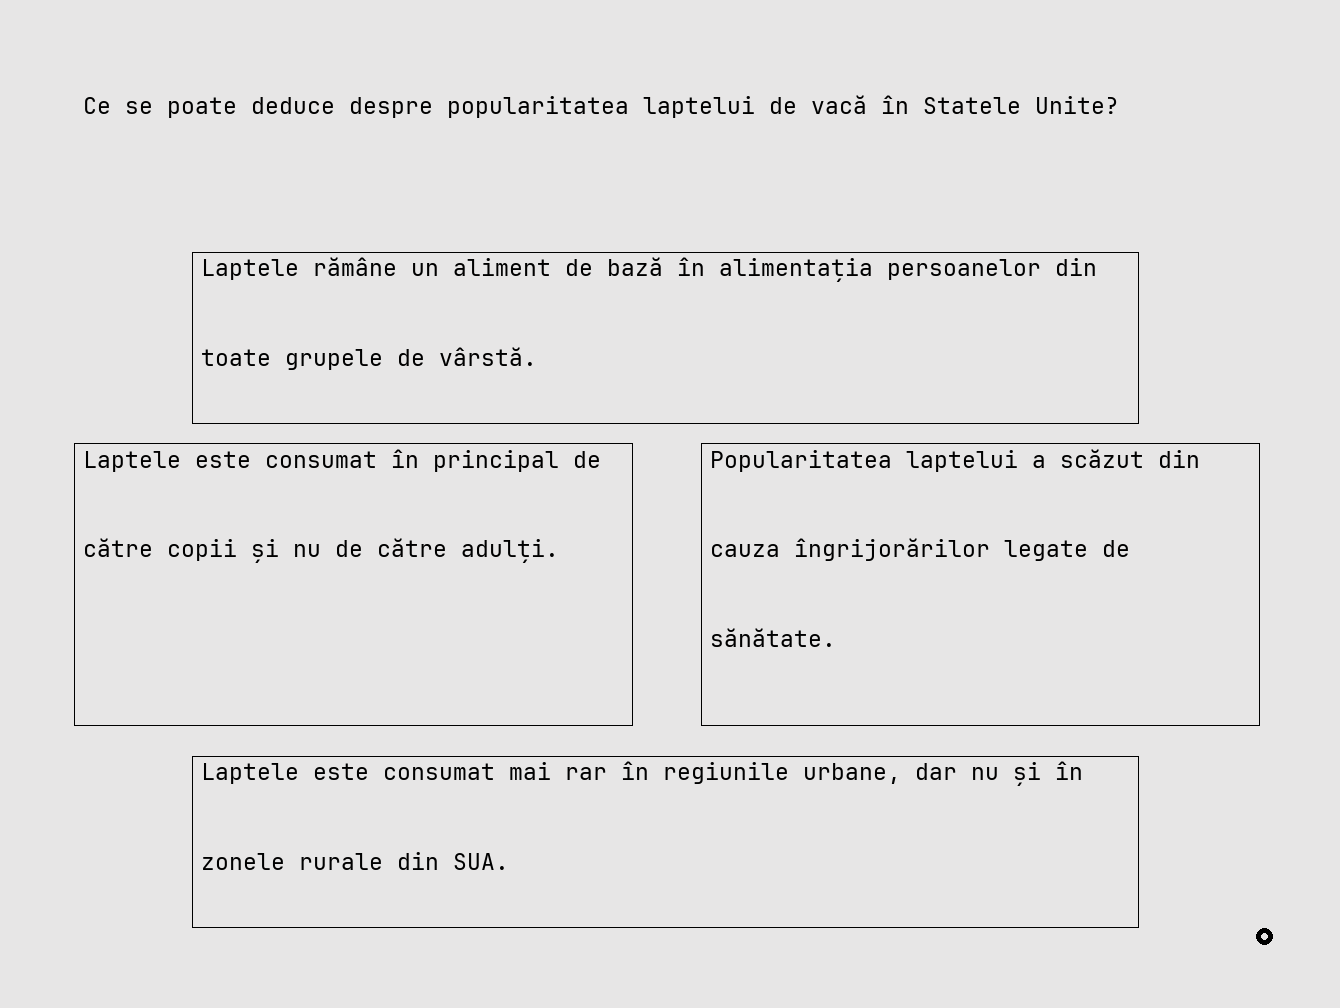 Ce se poate deduce despre popularitatea laptelui de vacă în Statele Unite?
Laptele rămâne un aliment de bază în alimentația persoanelor din
toate grupele de vârstă.
Laptele este consumat în principal de
către copii și nu de către adulți.
Popularitatea laptelui a scăzut din
cauza îngrijorărilor legate de
sănătate.
Laptele este consumat mai rar în regiunile urbane, dar nu și în
zonele rurale din SUA.